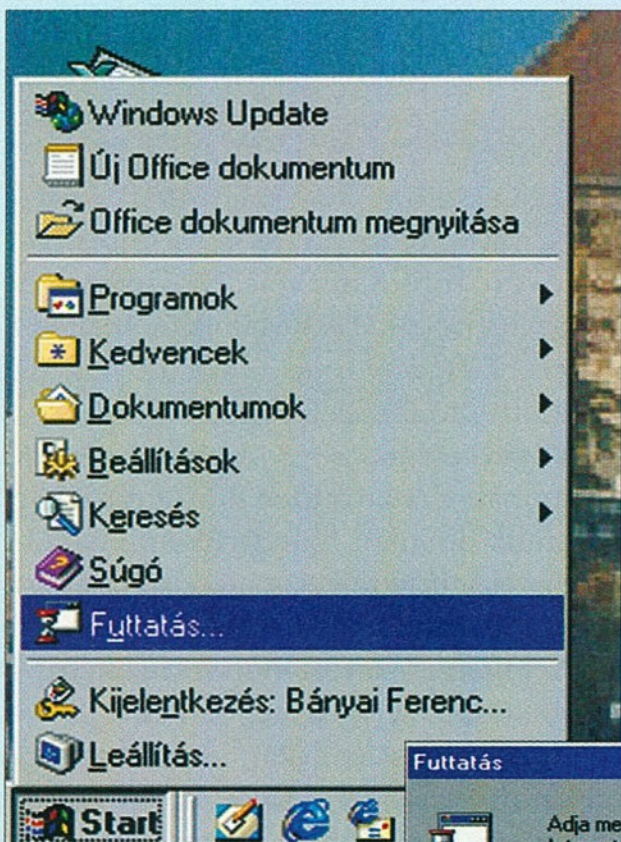 Windows Update
Új Office dokumentum
Office dokumentum megnyitása
Programok
Kedvencek
Dokumentumok
Beállítások
Keresés
Súgó
Futtatás...
Kijelentkezés: Bányai Ferenc...
Leállítás...
Futtatás
Start
Adja